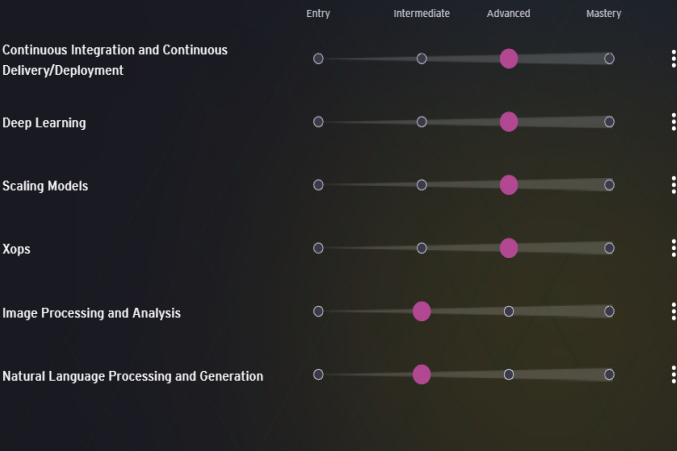 Entry Intermediate Advanced Mastery
Continuous Integration and Continuous
Delivery/Deployment
Deep Learning
Scaling Models
Xops
Image Processing and Analysis
Natural Language Processing and Generation